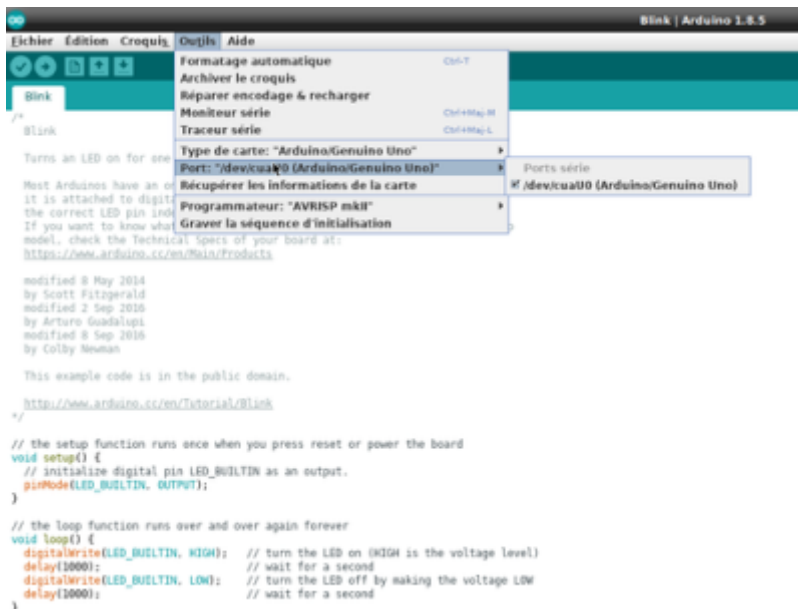 Blink | Arduino 1.8.5
Fichier Édition Croquis Outils Aide
Blink
Formatage automatique Ctrl-T
Archiver le croquis
Réparer encodage & recharger
Moniteur série Ctrl+Maj-M
Traceur série Ctrl+Maj-L
Type de carte: "Arduino/Genuino Uno"
Port: "/dev/cuaU0 (Arduino/Genuino Uno)"
Récupérer les informations de la carte
Programmateur: "AVRISP mkII"
Graver la séquence d'initialisation
Ports série
/dev/cuaU0 (Arduino/Genuino Uno)
/*
Blink
Turns an LED on for one
Most Arduinos have an
it is attached to
the correct LED pin
If you want to know
model, check the Technical Specs of your board at:
https://www.arduino.cc/en/Main/Products
modified 8 May 2014
by Scott Fitzgerald
modified 2 Sep 2016
by Arturo Guadalupi
modified 8 Sep 2016
by Colby Newman
This example code is in the public domain.
http://www.arduino.cc/en/Tutorial/Blink
*/
// the setup function runs once when you press reset or power the board
void setup() {
// initialize digital pin LED_BUILTIN as an output.
pinMode(LED_BUILTIN, OUTPUT);
}
// the loop function runs over and over again forever
void loop() {
digitalWrite(LED_BUILTIN, HIGH); // turn the LED on (HIGH is the voltage level)
delay(1000); // wait for a second
digitalWrite(LED_BUILTIN, LOW); // turn the LED off by making the voltage LOW
delay(1000); // wait for a second
}